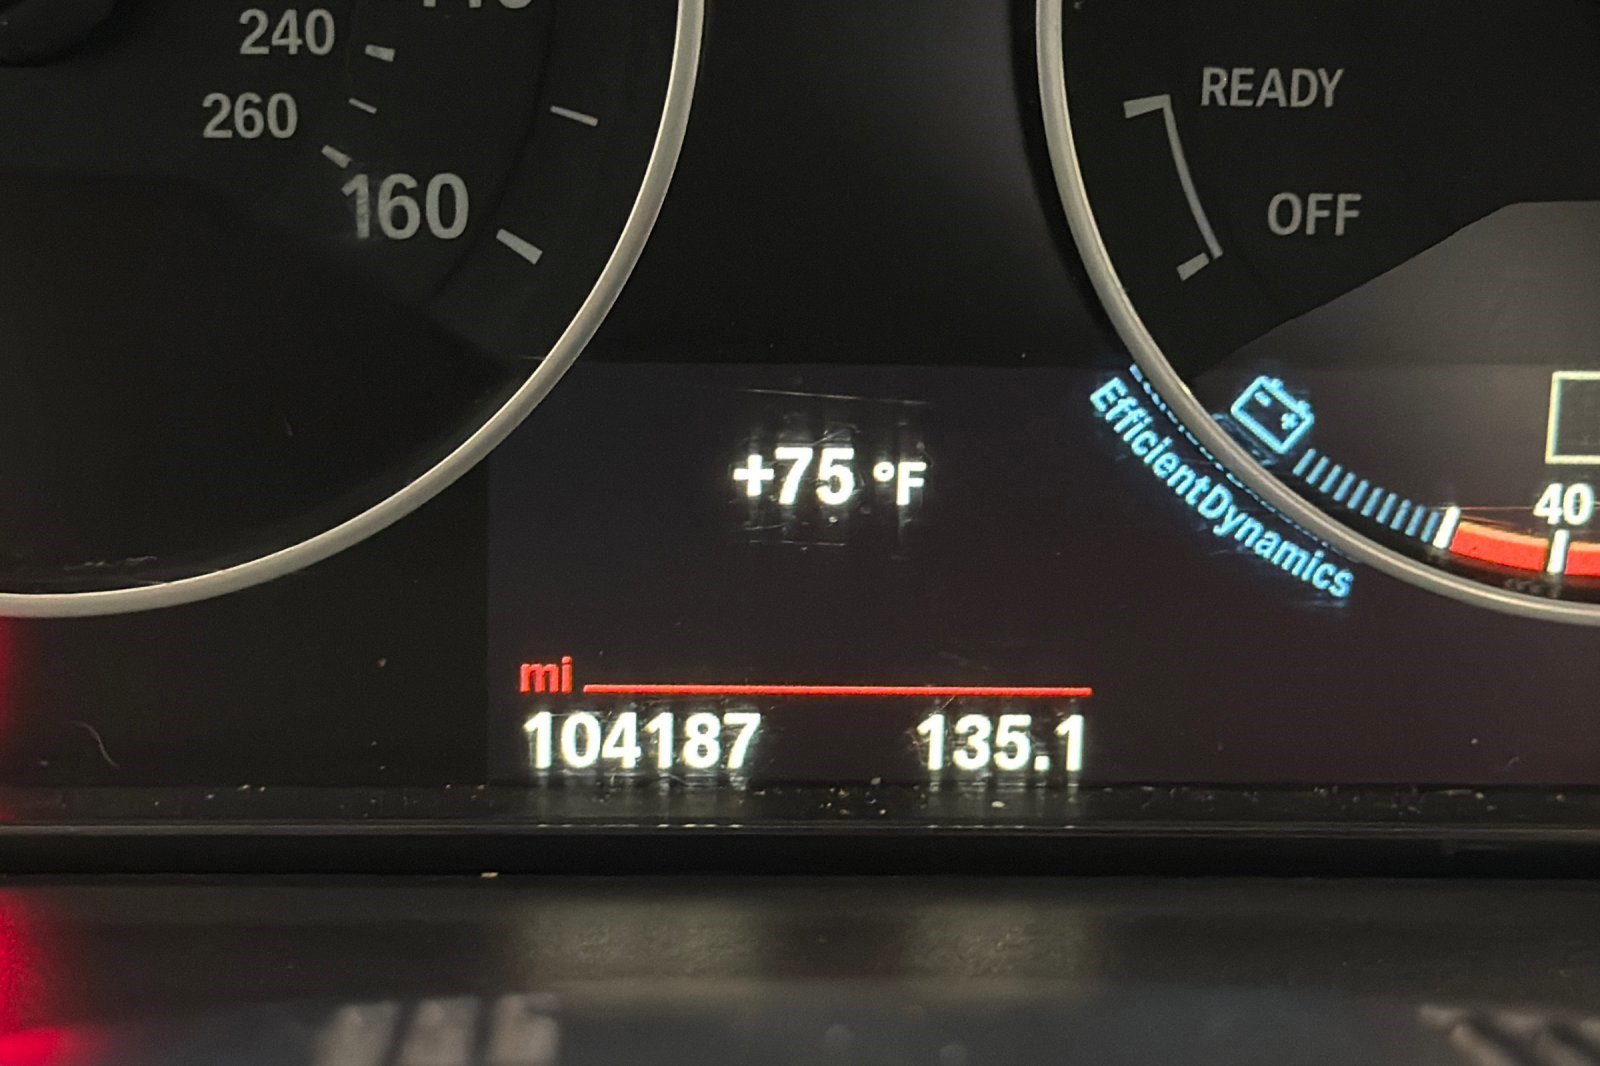 240
260
160
READY
OFF
+75 °F
EfficientDynamics
40
mi
104187 135.1